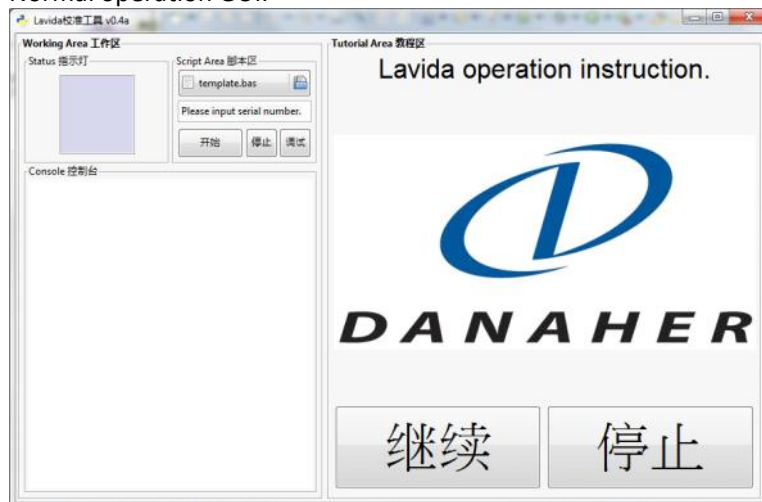 Normal operation GUI:
Lavida校准工具 v0.4a
Working Area 工作区
Status 指示灯
Script Area 脚本区
template.bas
Please input serial number.
开始
停止
调试
Console 控制台
Tutorial Area 教程区
Lavida operation instruction.
DANAHER
继续
停止